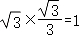 √3 × √3/3 = 1